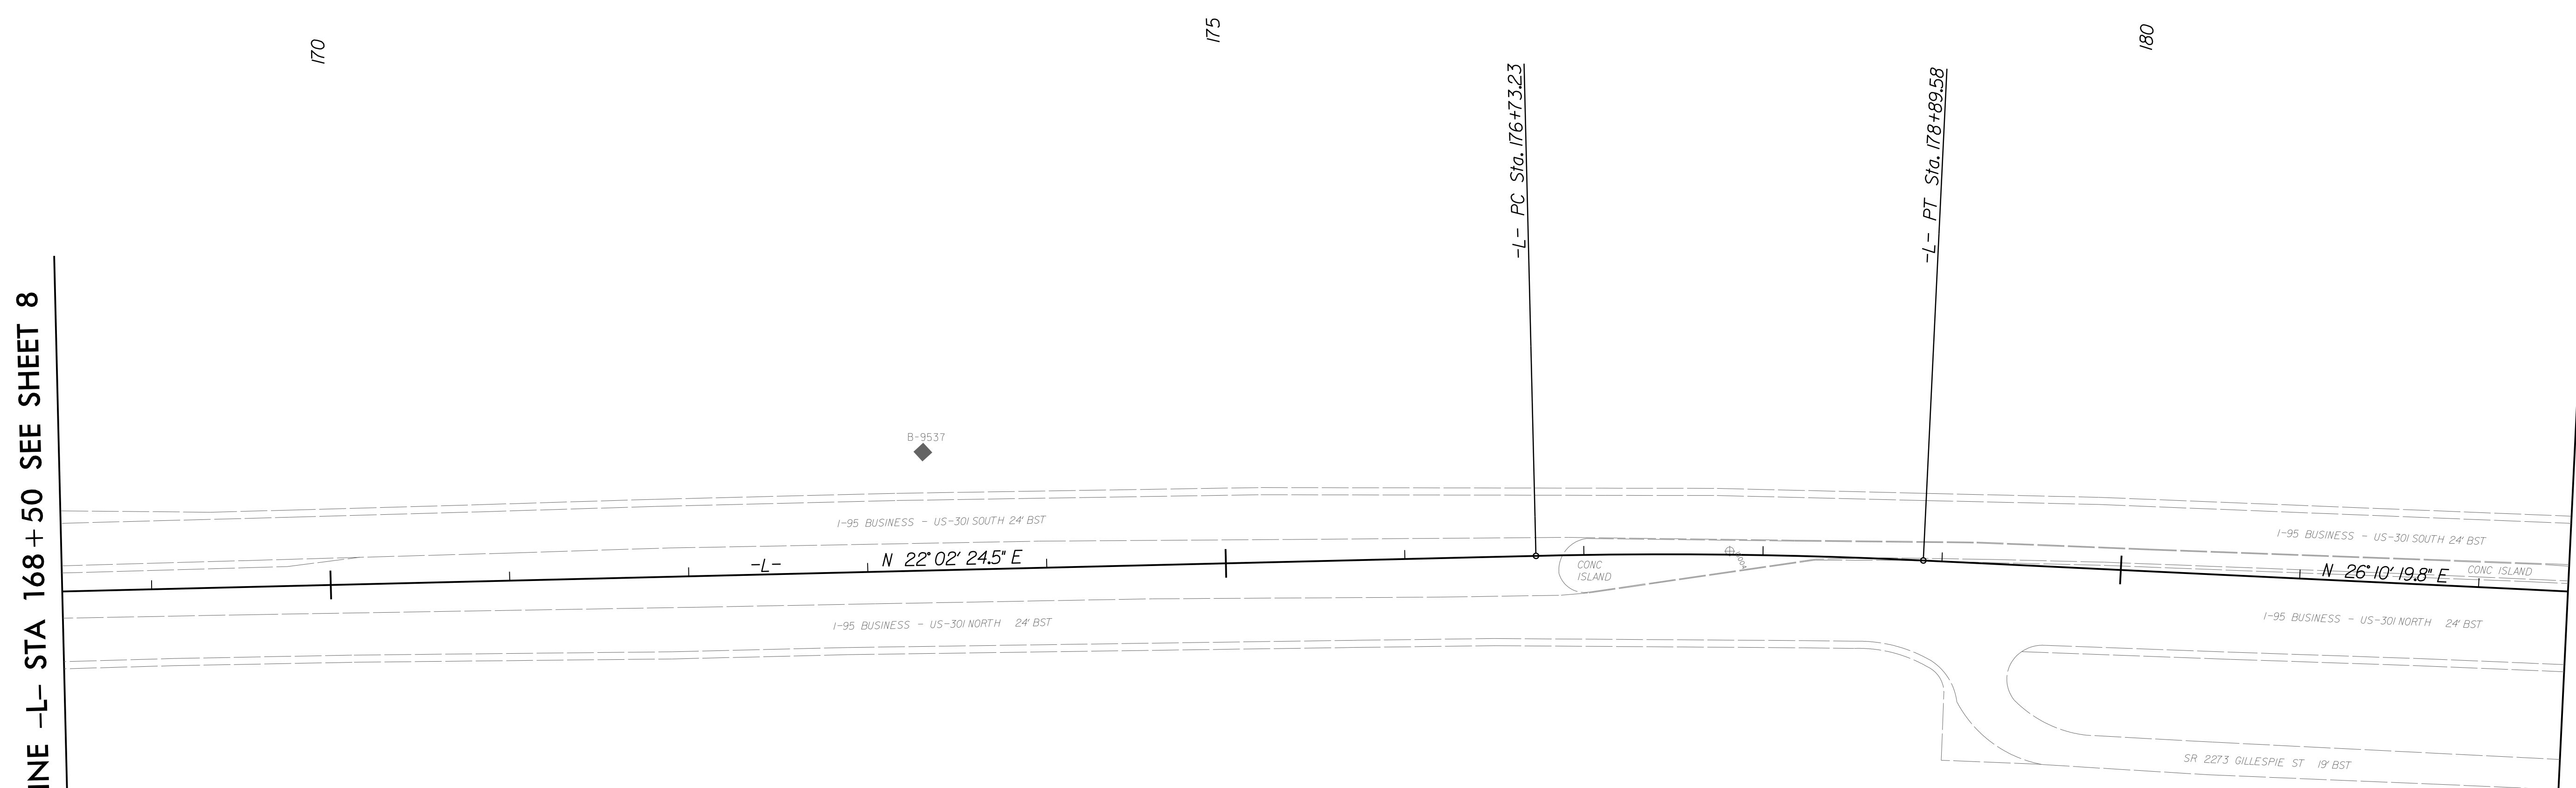 170
175
180
-L- PC Sta. 176+73.23
-L- PT Sta. 178+89.58
INE -L- STA 168+50 SEE SHEET 8
B-9537
I-95 BUSINESS - US-301 SOUTH 24' BST
I-95 BUSINESS - US-301 SOUTH 24' BST
-L-
N 22° 02' 24.5" E
CONC
ISLAND
N 26° 10' 19.8" E
CONC ISLAND
I-95 BUSINESS - US-301 NORTH 24' BST
I-95 BUSINESS - US-301 NORTH 24' BST
SR 2273 GILLESPIE ST 19' BST